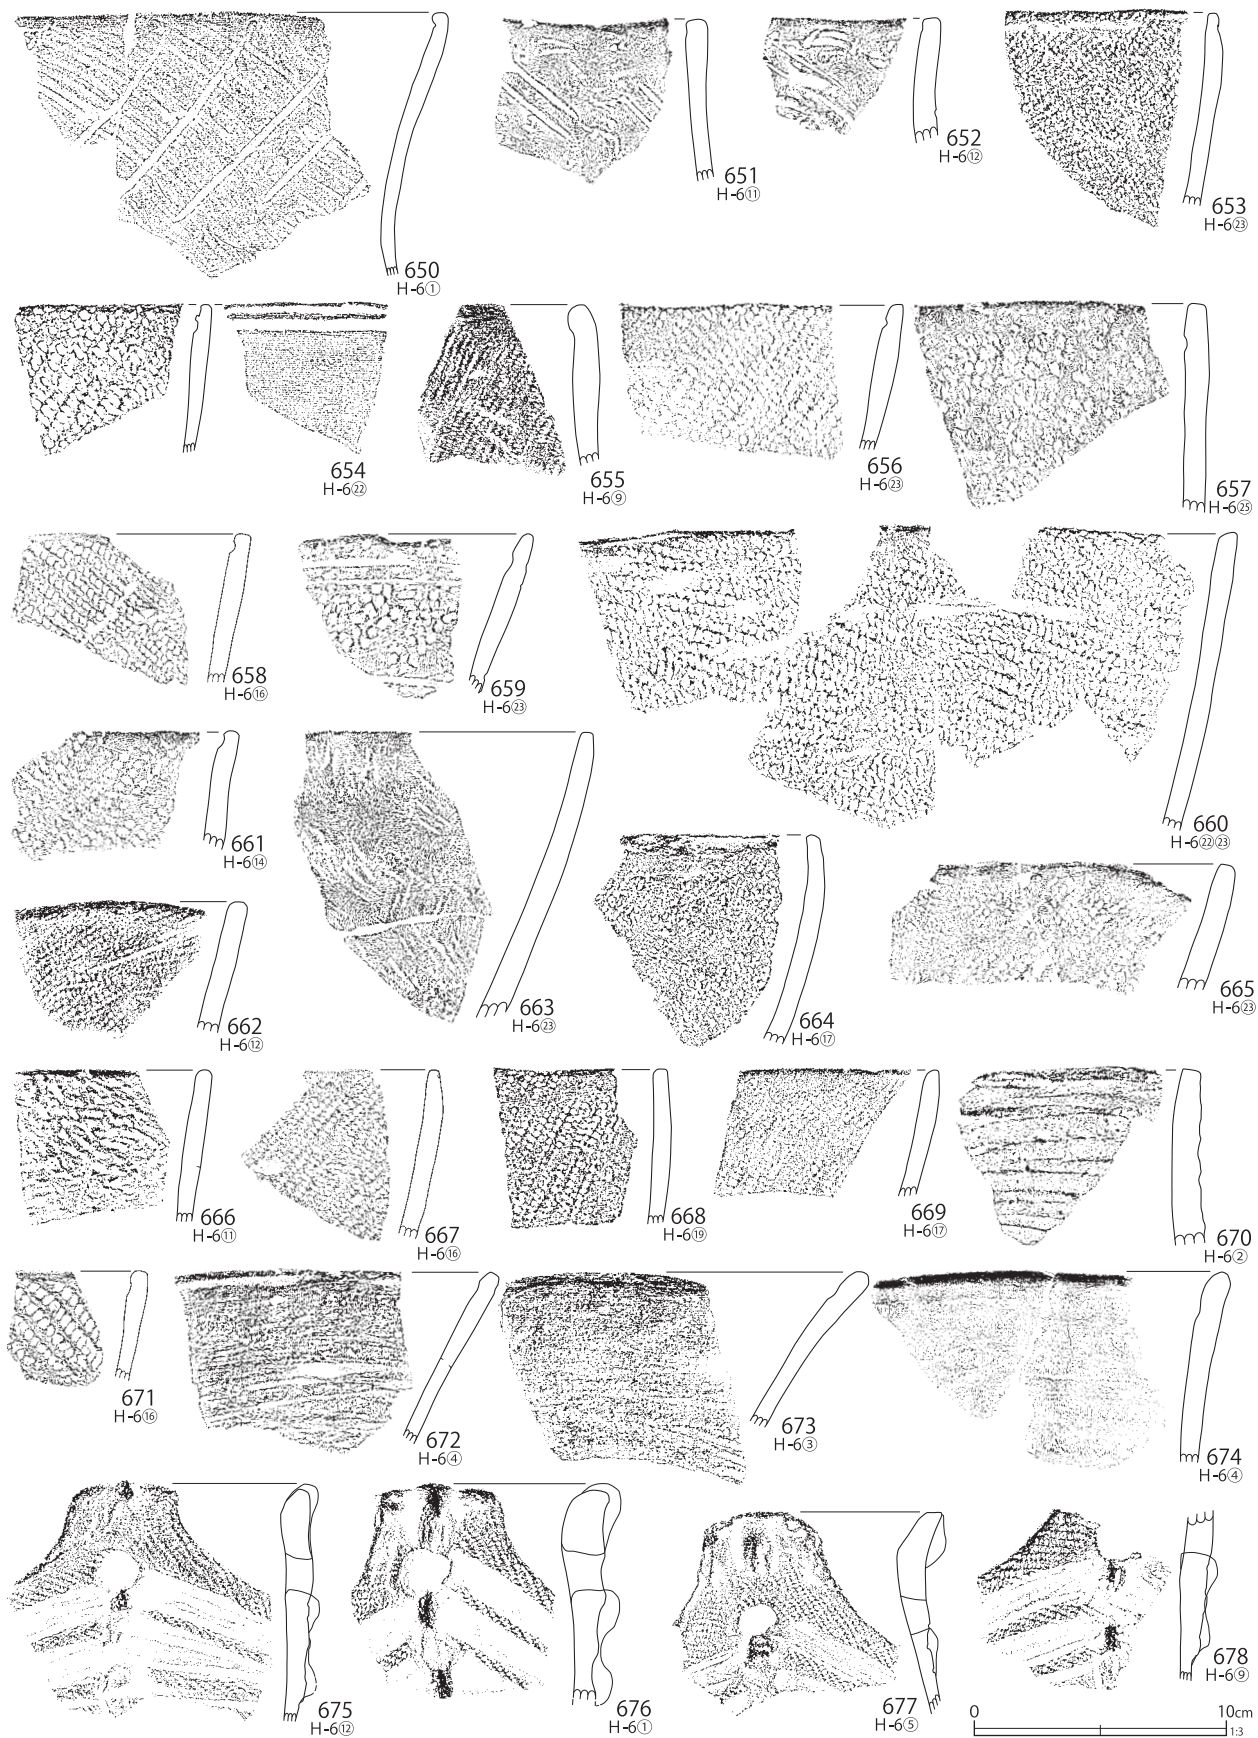 650
H-6①
651
H-6⑪
652
H-6⑫
653
H-6㉓
654
H-6㉒
655
H-6⑨
656
H-6㉓
657
H-6㉕
658
H-6⑯
659
H-6㉓
660
H-6㉒㉓
661
H-6⑭
662
H-6⑫
663
H-6㉓
664
H-6⑰
665
H-6㉓
666
H-6⑪
667
H-6⑯
668
H-6⑲
669
H-6⑰
670
H-6②
671
H-6⑯
672
H-6④
673
H-6③
674
H-6④
675
H-6⑫
676
H-6①
677
H-6⑤
678
H-6⑨
0 10cm
1:3